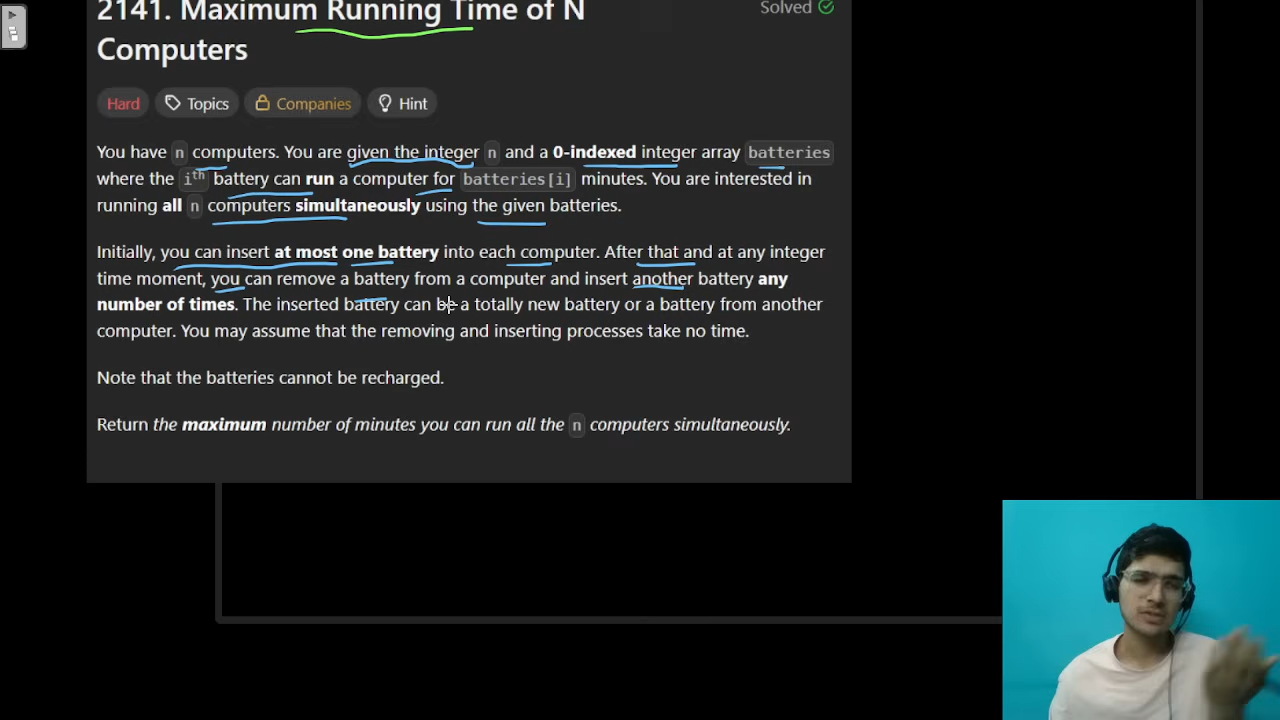 2141. Maximum Running Time of N
Computers
Solved
Hard Topics Companies Hint
You have n computers. You are given the integer n and a 0-indexed integer array batteries
where the ith battery can run a computer for batteries[i] minutes. You are interested in
running all n computers simultaneously using the given batteries.
Initially, you can insert at most one battery into each computer. After that and at any integer
time moment, you can remove a battery from a computer and insert another battery any
number of times. The inserted battery can be a totally new battery or a battery from another
computer. You may assume that the removing and inserting processes take no time.
Note that the batteries cannot be recharged.
Return the maximum number of minutes you can run all the n computers simultaneously.